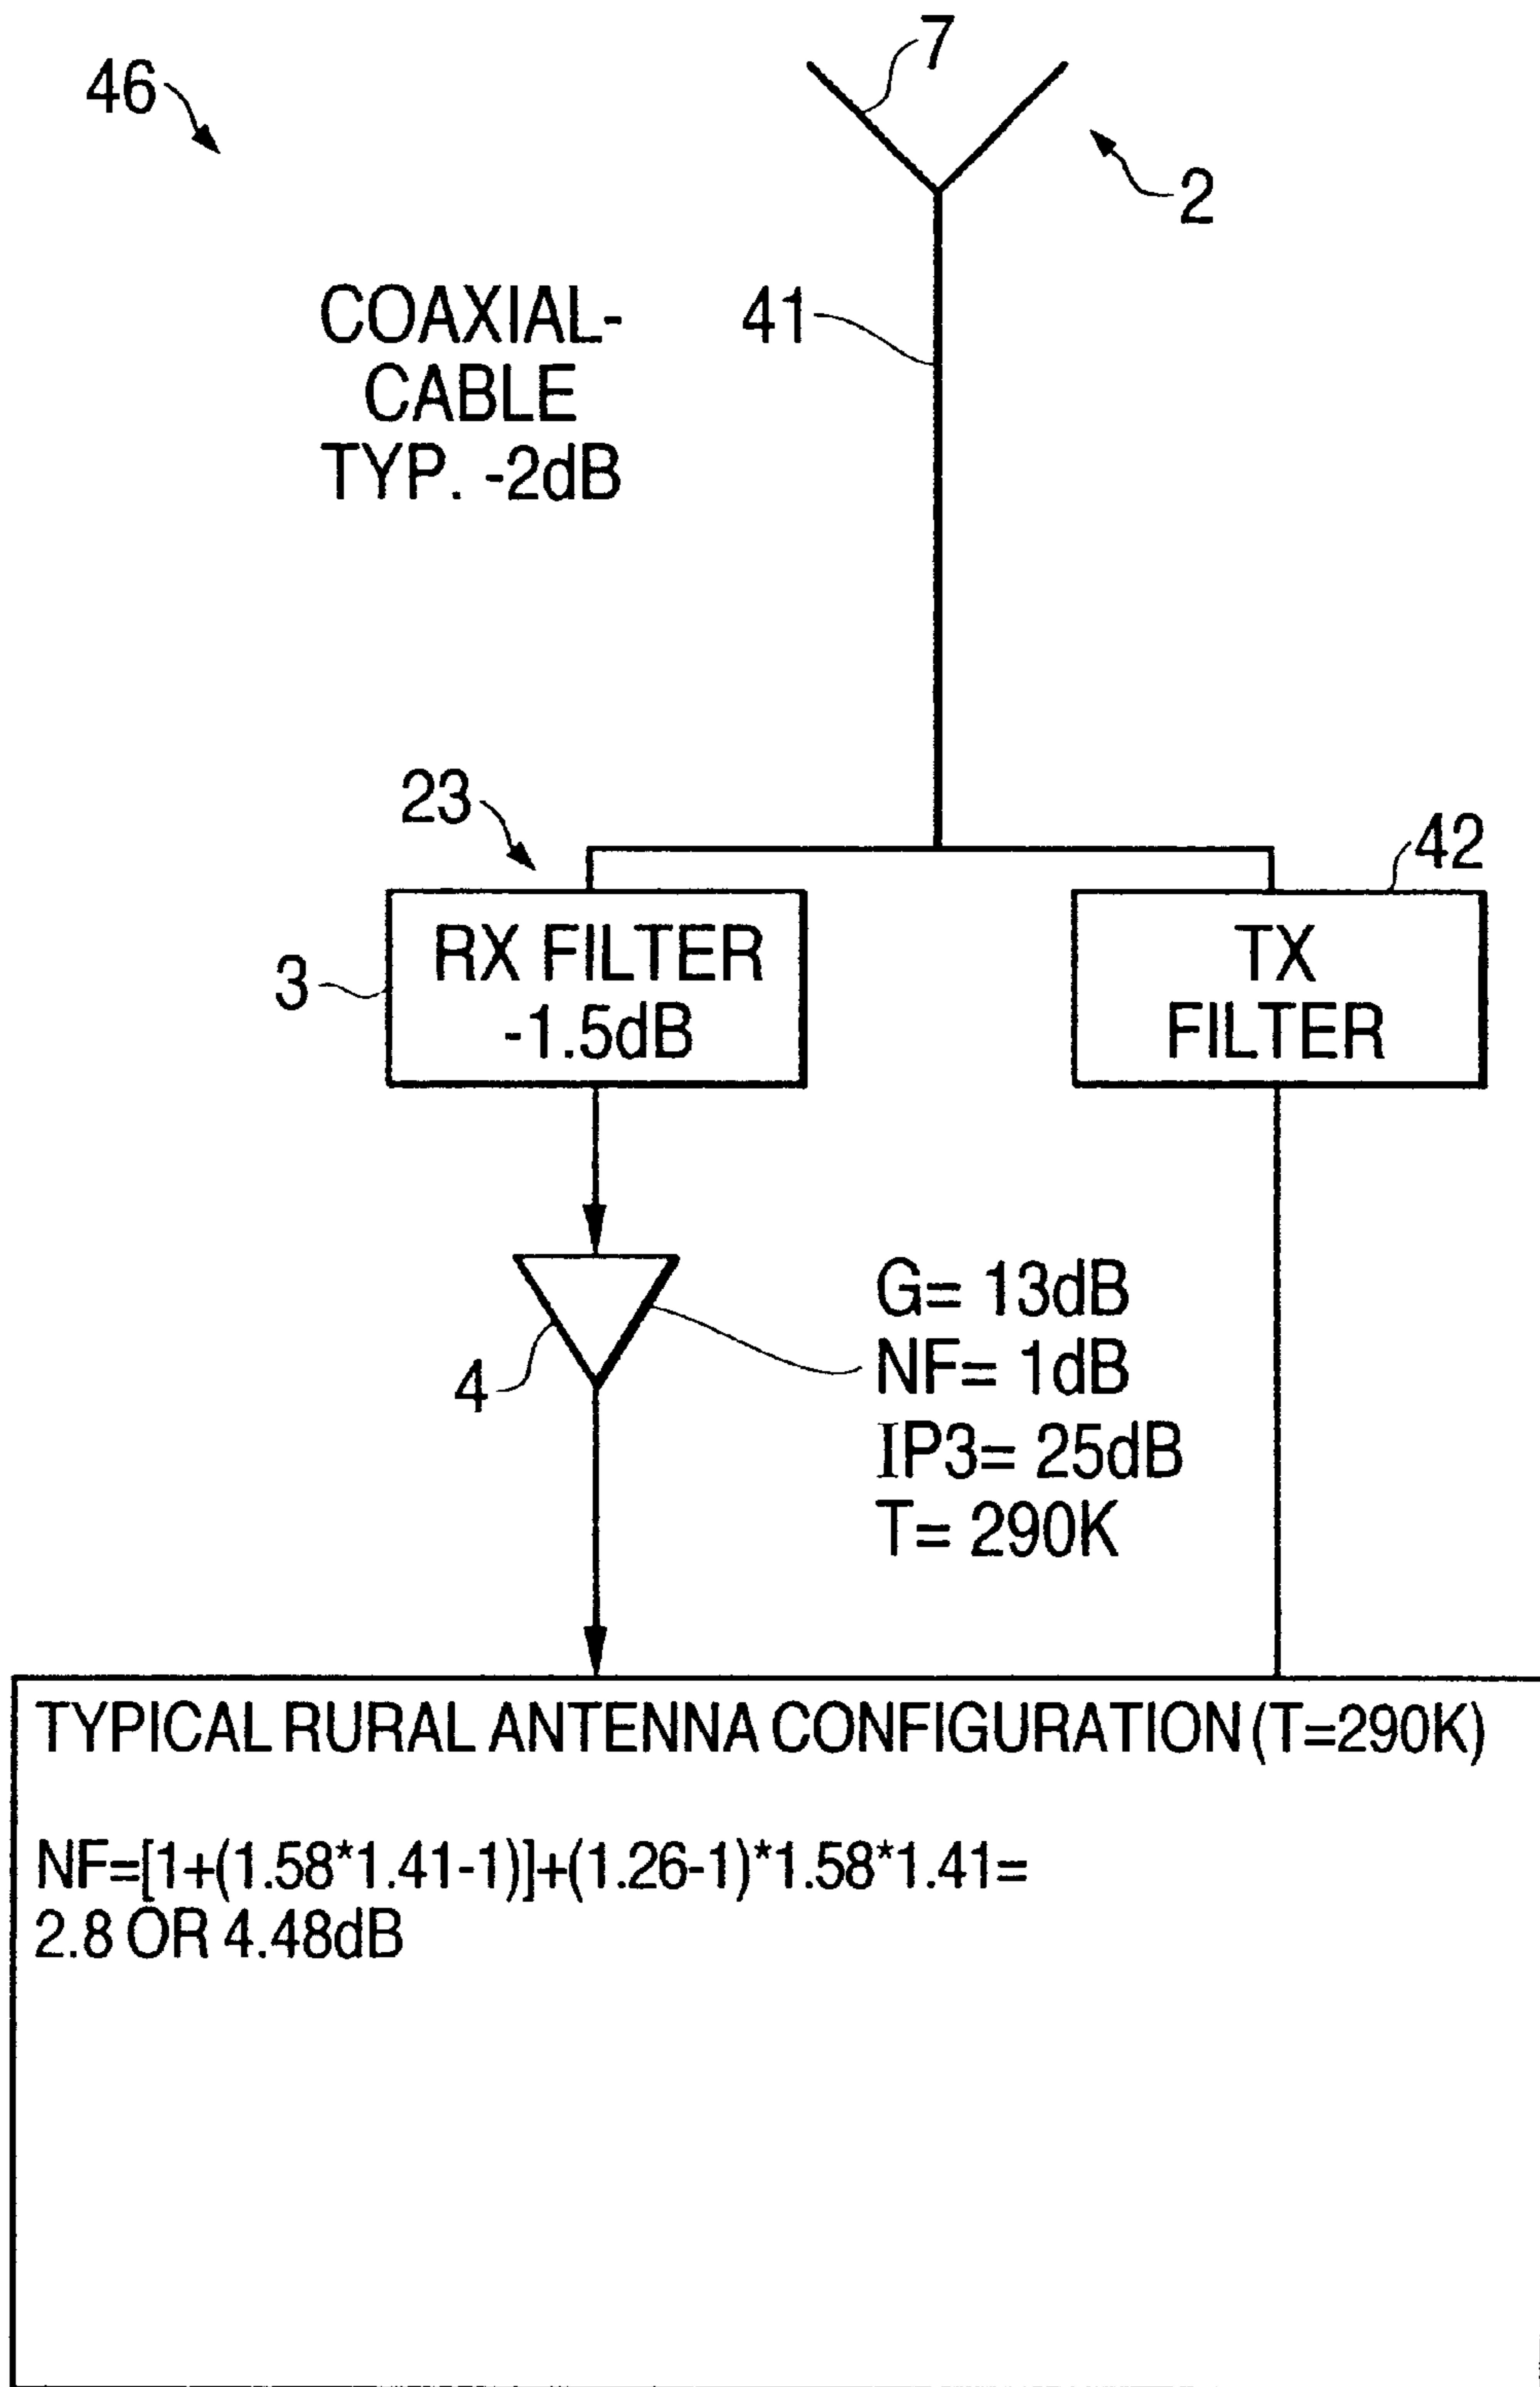 7
46
2
COAXIAL-
CABLE
TYP. -2dB
41
23
42
RX FILTER
-1.5dB
3
TX
FILTER
G= 13dB
NF= 1dB
IP3= 25dB
T= 290K
4
TYPICAL RURAL ANTENNA CONFIGURATION (T=290K)
NF=[1+(1.58*1.41-1)]+(1.26-1)*1.58*1.41=
2.8 OR 4.48dB